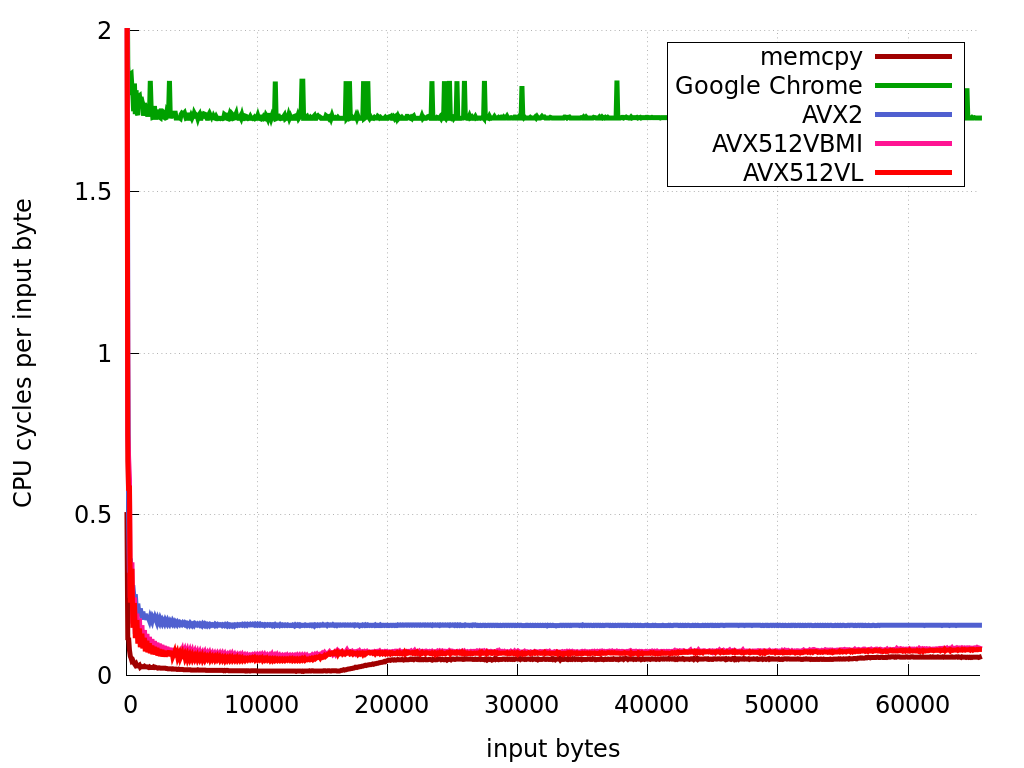 2
1.5
1
0.5
0
CPU cycles per input byte
memcpy
Google Chrome
AVX2
AVX512VBMI
AVX512VL
0 10000 20000 30000 40000 50000 60000
input bytes